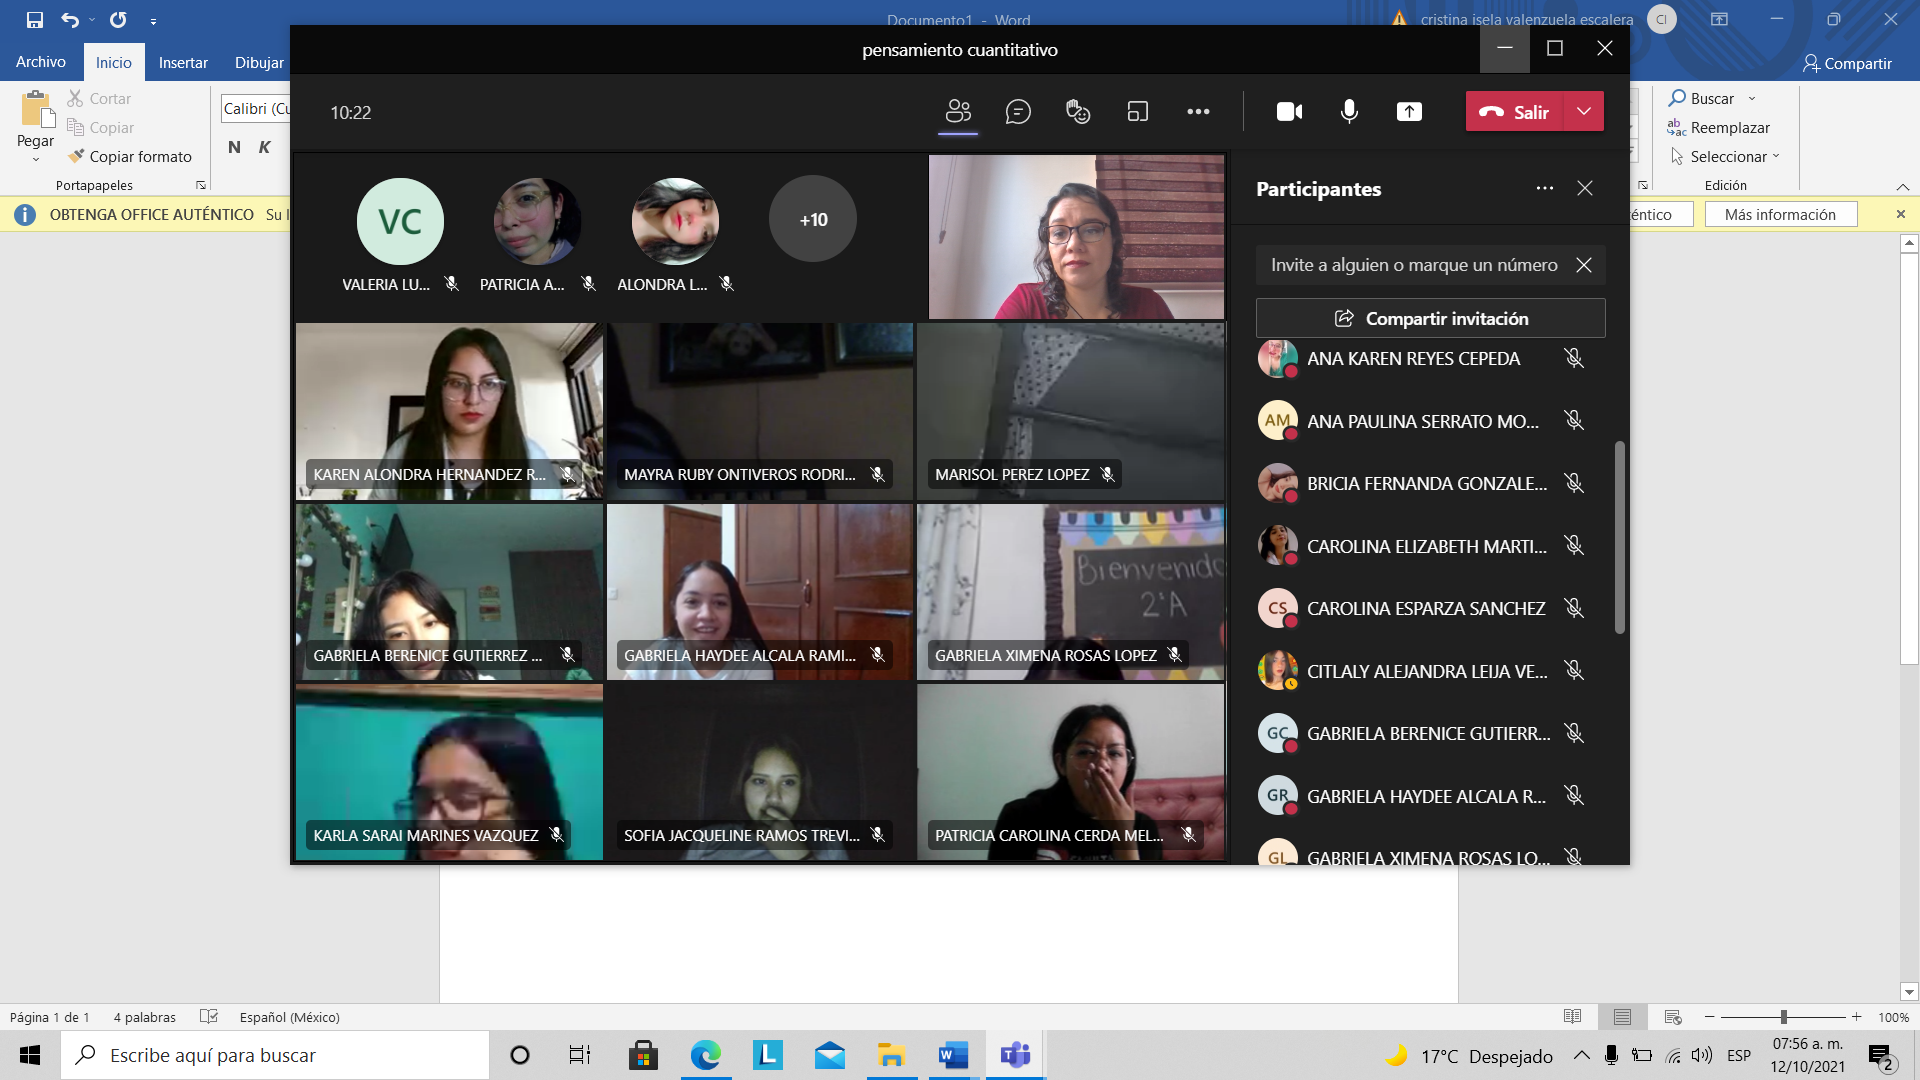 Documento1 - Word
cristina isela valenzuela escalera
CI
Archivo
Inicio
Insertar
Dibujar
Compartir
Pegar
Cortar
Copiar
Copiar formato
Portapapeles
Calibri (Cu
N K
Buscar
Reemplazar
Seleccionar
Edición
OBTENGA OFFICE AUTÉNTICO Su l
éntico
Más información
pensamiento cuantitativo
10:22
Salir
VC
VALERIA LU...
PATRICIA A...
ALONDRA L...
+10
KAREN ALONDRA HERNANDEZ R...
MAYRA RUBY ONTIVEROS RODRI...
MARISOL PEREZ LOPEZ
GABRIELA BERENICE GUTIERREZ ...
GABRIELA HAYDEE ALCALA RAMI...
Bienvenido
2°A
GABRIELA XIMENA ROSAS LOPEZ
KARLA SARAI MARINES VAZQUEZ
SOFIA JACQUELINE RAMOS TREVI...
PATRICIA CAROLINA CERDA MEL...
Participantes
Invite a alguien o marque un número
Compartir invitación
ANA KAREN REYES CEPEDA
AM
ANA PAULINA SERRATO MO...
BRICIA FERNANDA GONZALE...
CAROLINA ELIZABETH MARTI...
CS
CAROLINA ESPARZA SANCHEZ
CITLALY ALEJANDRA LEIJA VE...
GC
GABRIELA BERENICE GUTIERR...
GR
GABRIELA HAYDEE ALCALA R...
GL
GABRIELA XIMENA ROSAS LO...
Página 1 de 1
4 palabras
Español (México)
100%
Escribe aquí para buscar
17°C Despejado
ESP
07:56 a. m.
12/10/2021
2